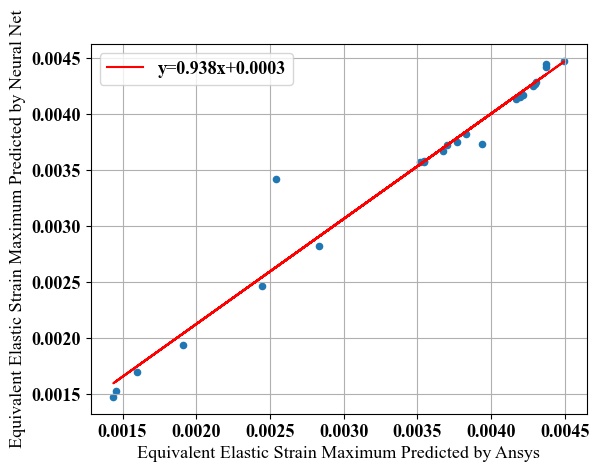 Equivalent Elastic Strain Maximum Predicted by Neural Net
0.0045
0.0040
0.0035
0.0030
0.0025
0.0020
0.0015
y=0.938x+0.0003
0.0015 0.0020 0.0025 0.0030 0.0035 0.0040 0.0045
Equivalent Elastic Strain Maximum Predicted by Ansys